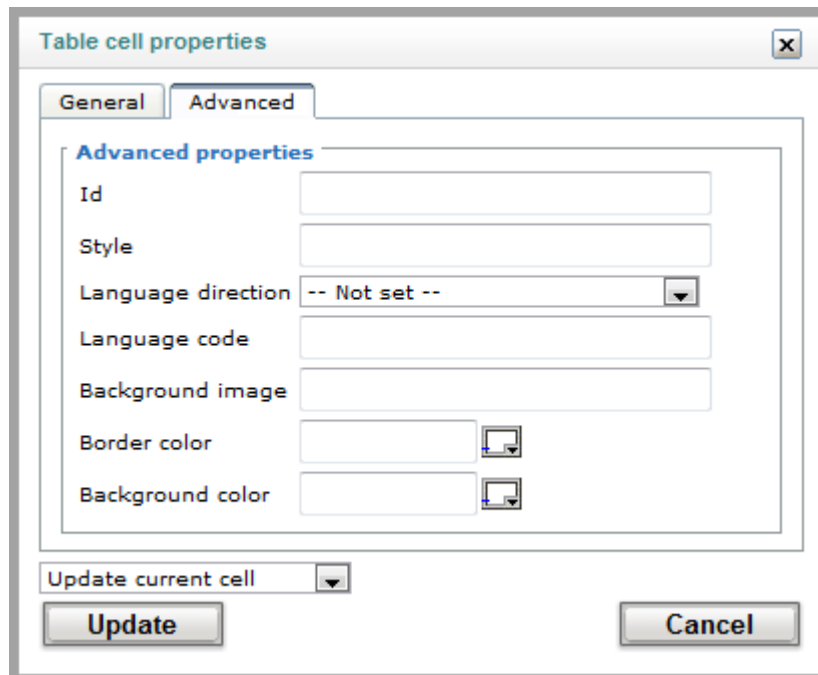 Table cell properties
General Advanced
Advanced properties
Id
Style
Language direction -- Not set --
Language code
Background image
Border color
Background color
Update current cell
Update Cancel